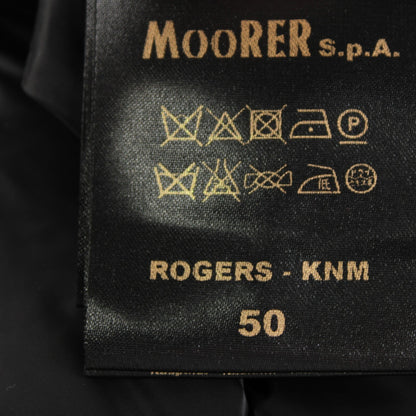 MOORER S.p.A.
P
ROGERS - KNM
50